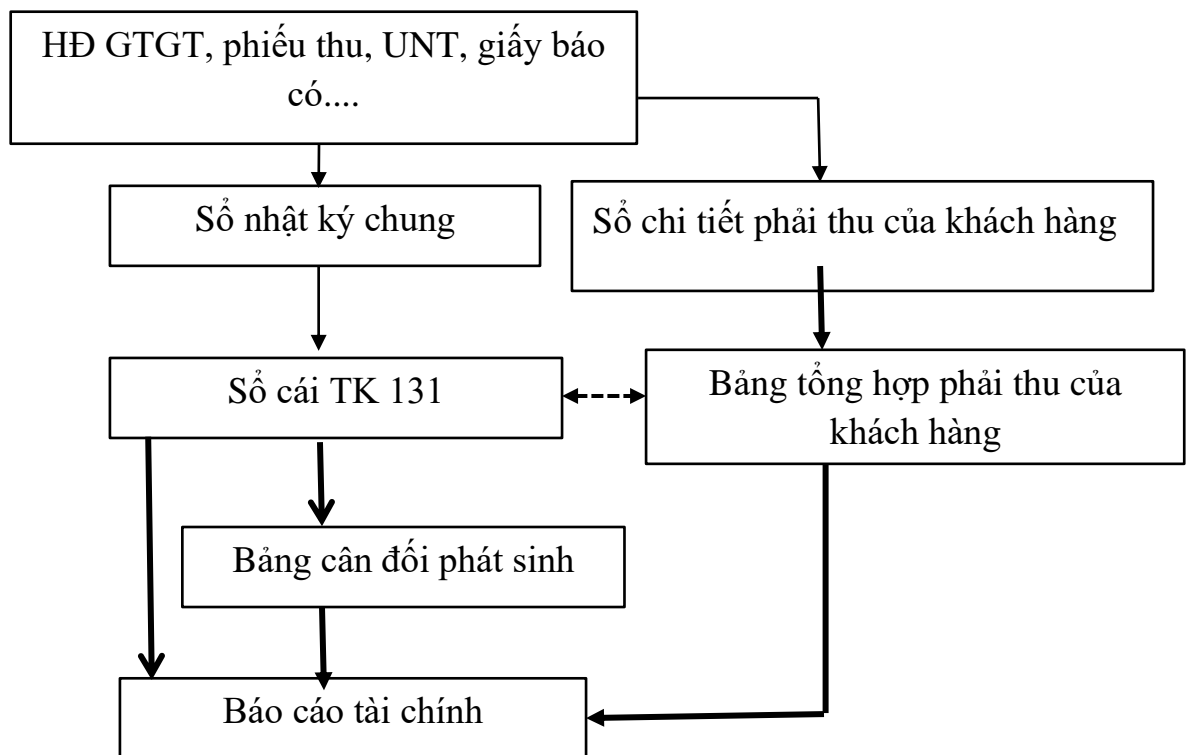 HĐ GTGT, phiếu thu, UNT, giấy báo
có....
Sổ nhật ký chung
Sổ chi tiết phải thu của khách hàng
Sổ cái TK 131
Bảng tổng hợp phải thu của
khách hàng
Bảng cân đối phát sinh
Báo cáo tài chính